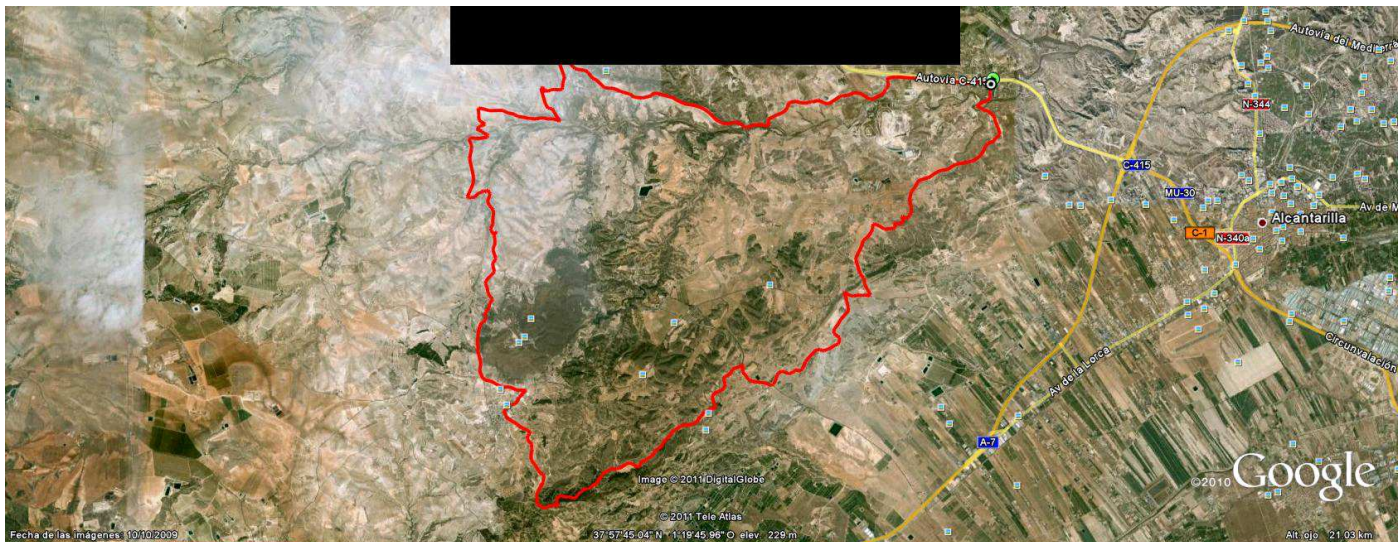 Autovía del Mediterrá
Autovía C-415
N-344
C-415
MU-30
Av de M
Alcantarilla
C-1
N-340a
Circunvalación
Av de la Lorca
A-7
Image © 2011 DigitalGlobe
©2010 Google
© 2011 Tele Atlas
Fecha de las imágenes: 10/10/2009
37°57'45.04" N - 1°19'45.96" O elev. 229 m
Alt. ojo 21.03 km